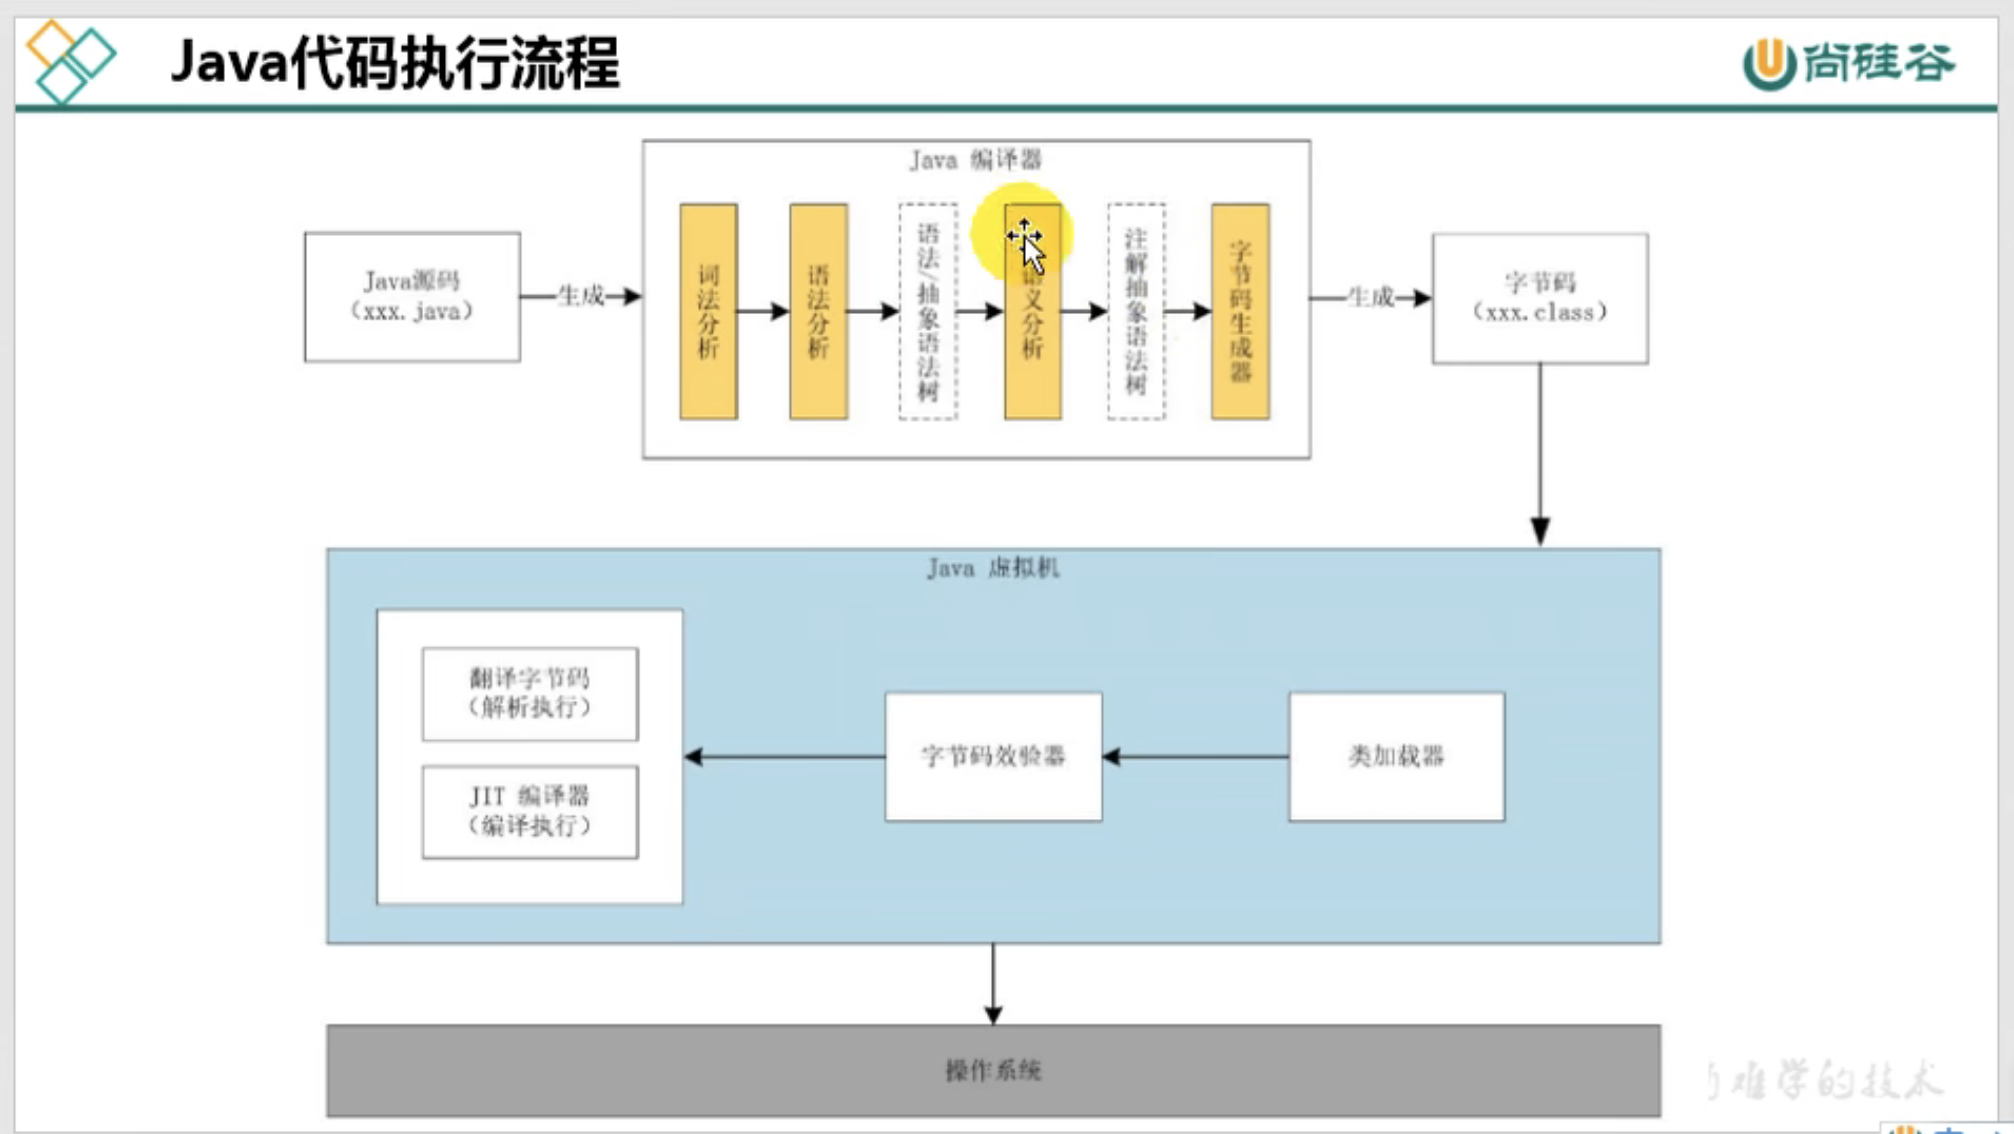 Java代码执行流程
尚硅谷
Java 编译器
Java源码
（xxx.java）
生成
词法分析
语法分析
语法/抽象语法树
语义分析
注解抽象语法树
字节码生成器
生成
字节码
（xxx.class）
Java 虚拟机
翻译字节码
（解析执行）
JIT 编译器
（编译执行）
字节码效验器
类加载器
操作系统
难学的技术